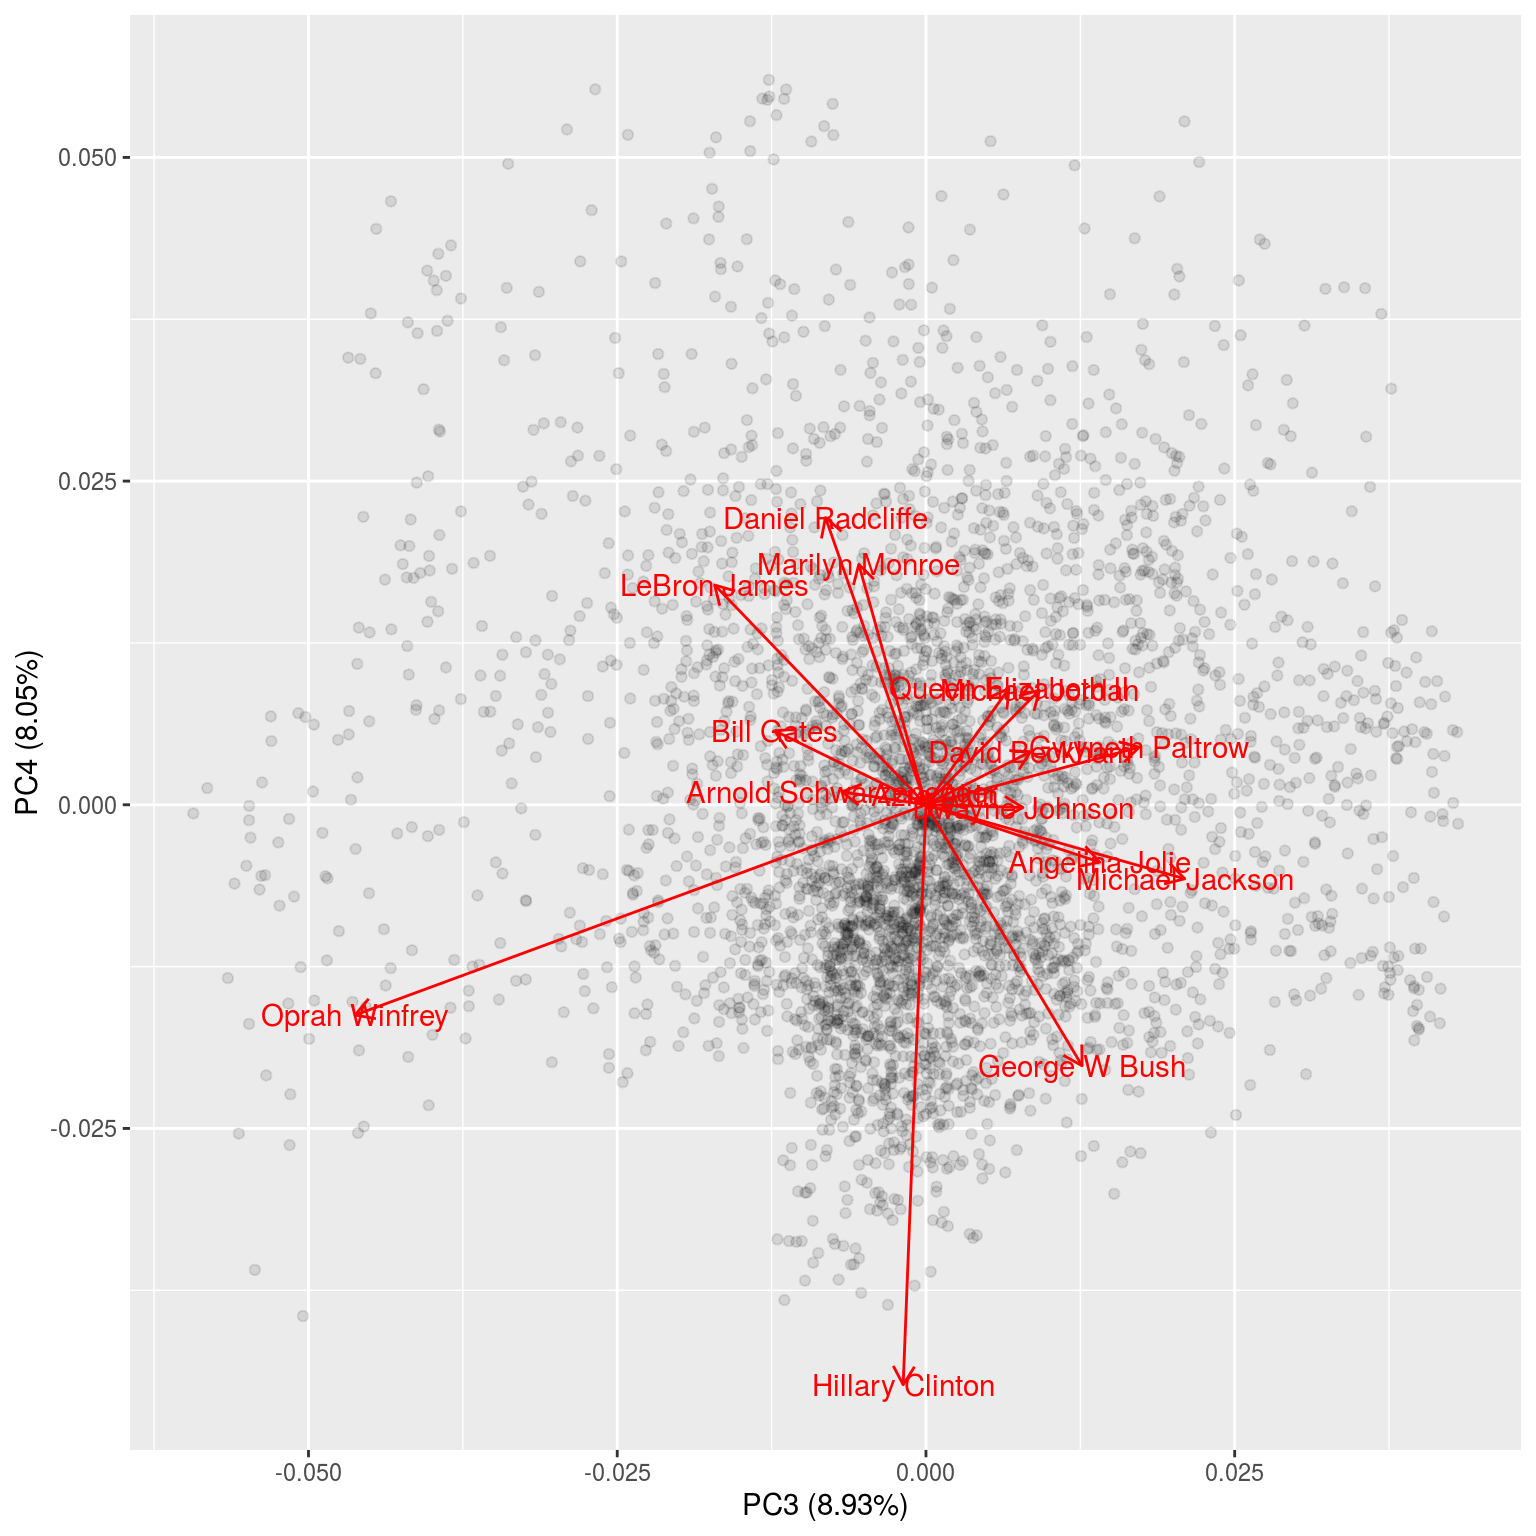 0.050
0.025
Daniel Radcliffe
Marilyn Monroe
LeBron James
Queen Elizabeth II
Michael Jordan
Bill Gates
David Beckham
Gwyneth Paltrow
Arnold Schwarzenegger
0.000
Dwayne Johnson
Angelina Jolie
Michael Jackson
Oprah Winfrey
George W Bush
-0.025
Hillary Clinton
-0.050
-0.025
0.000
0.025
PC3 (8.93%)
PC4 (8.05%)